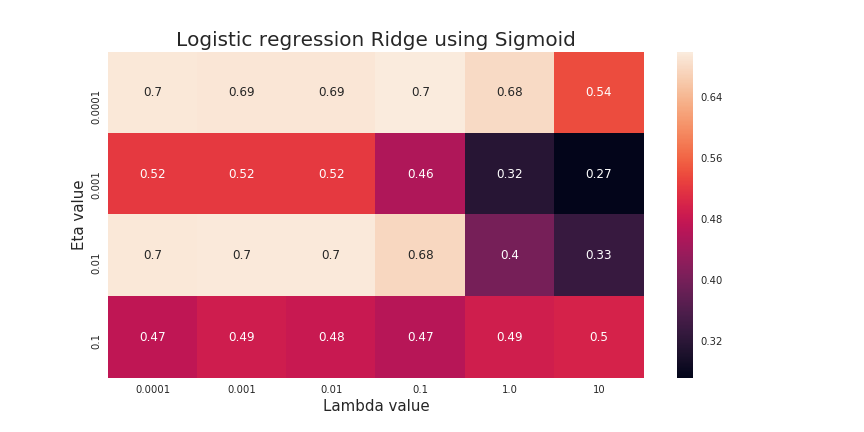 Logistic regression Ridge using Sigmoid
Eta value
0.0001 0.7 0.69 0.69 0.7 0.68 0.54
0.001 0.52 0.52 0.52 0.46 0.32 0.27
0.01 0.7 0.7 0.7 0.68 0.4 0.33
0.1 0.47 0.49 0.48 0.47 0.49 0.5
0.0001 0.001 0.01 0.1 1.0 10
Lambda value
0.64
0.56
0.48
0.40
0.32